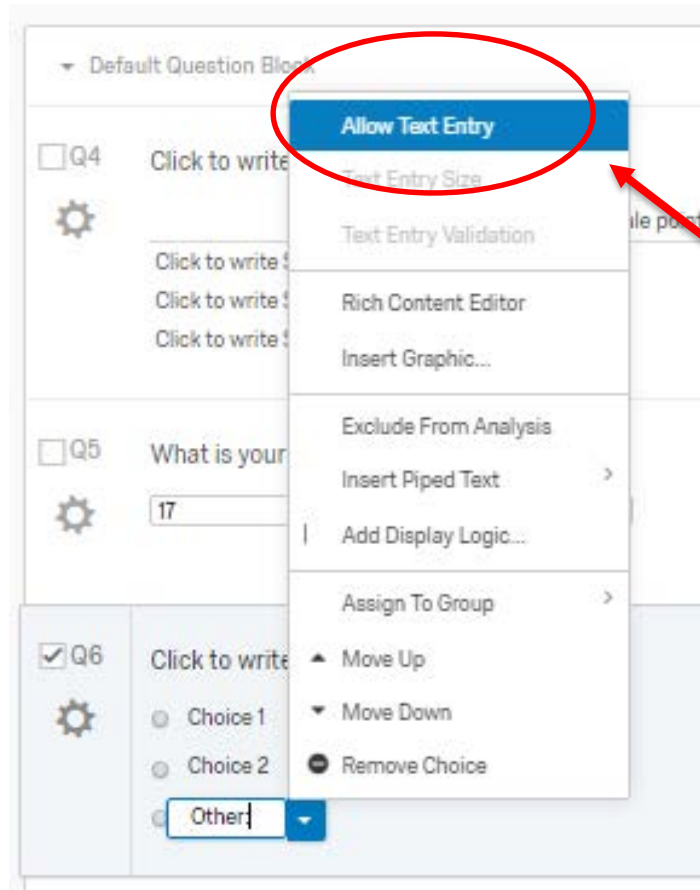 Default Question Block
Allow Text Entry
Q4 Click to write
Text Entry Size
Text Entry Validation
Click to write
Click to write
Rich Content Editor
Click to write
Insert Graphic...
Exclude From Analysis
Q5 What is your
Insert Piped Text
17
Add Display Logic...
Assign To Group
Q6 Click to write
Move Up
Choice 1
Move Down
Choice 2
Remove Choice
Other: